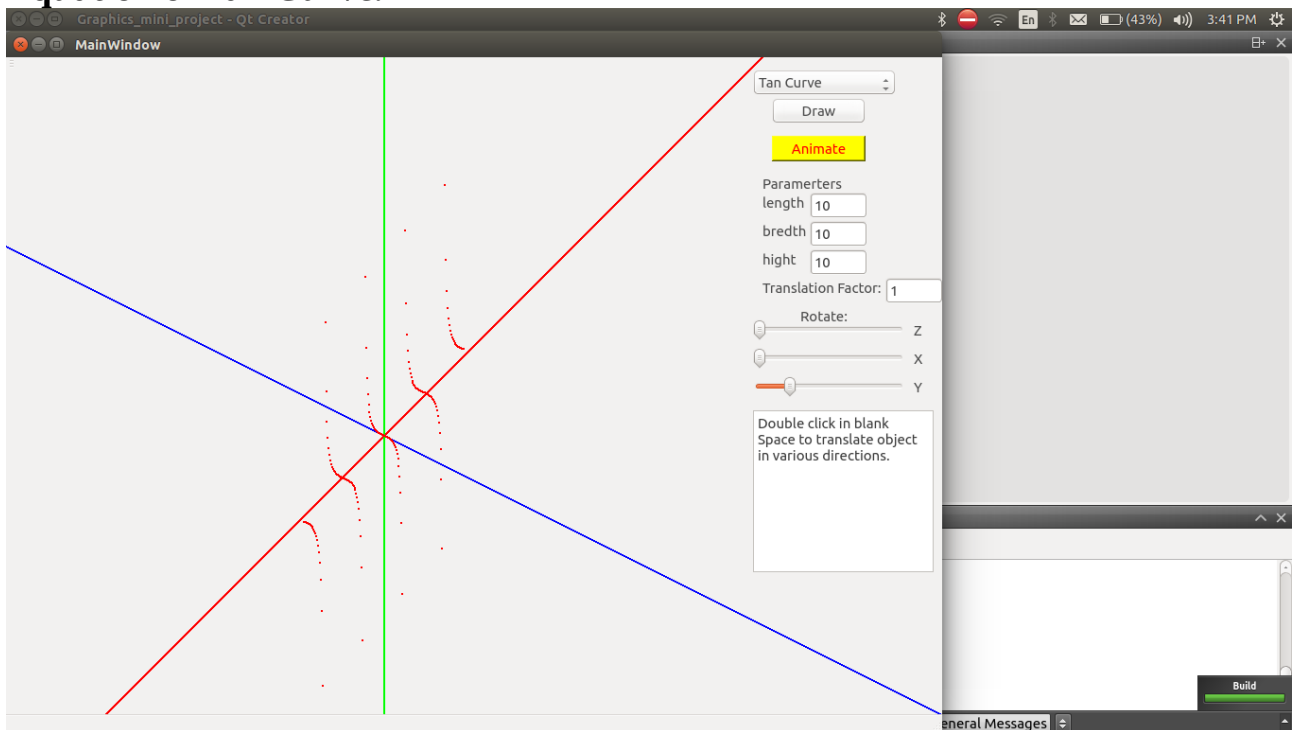 Graphics_mini_project - Qt Creator
En
(43%)
3:41 PM
MainWindow
Tan Curve
Draw
Animate
Paramerters
length 10
bredth 10
hight 10
Translation Factor: 1
Rotate:
Z
X
Y
Double click in blank
Space to translate object
in various directions.
Build
eneral Messages